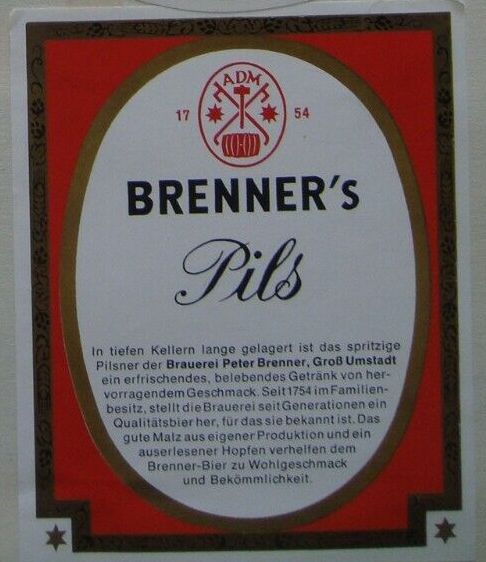 ADM
17 54
BRENNER's
Pils
In tiefen Kellern lange gelagert ist das spritzige
Pilsner der Brauerei Peter Brenner, Groß Umstadt
ein erfrischendes, belebendes Getränk von her-
vorragendem Geschmack. Seit 1754 im Familien-
besitz, stellt die Brauerei seit Generationen ein
Qualitätsbier her, für das sie bekannt ist. Das
gute Malz aus eigener Produktion und ein
auserlesener Hopfen verhelfen dem
Brenner-Bier zu Wohlgeschmack
und Bekömmlichkeit.